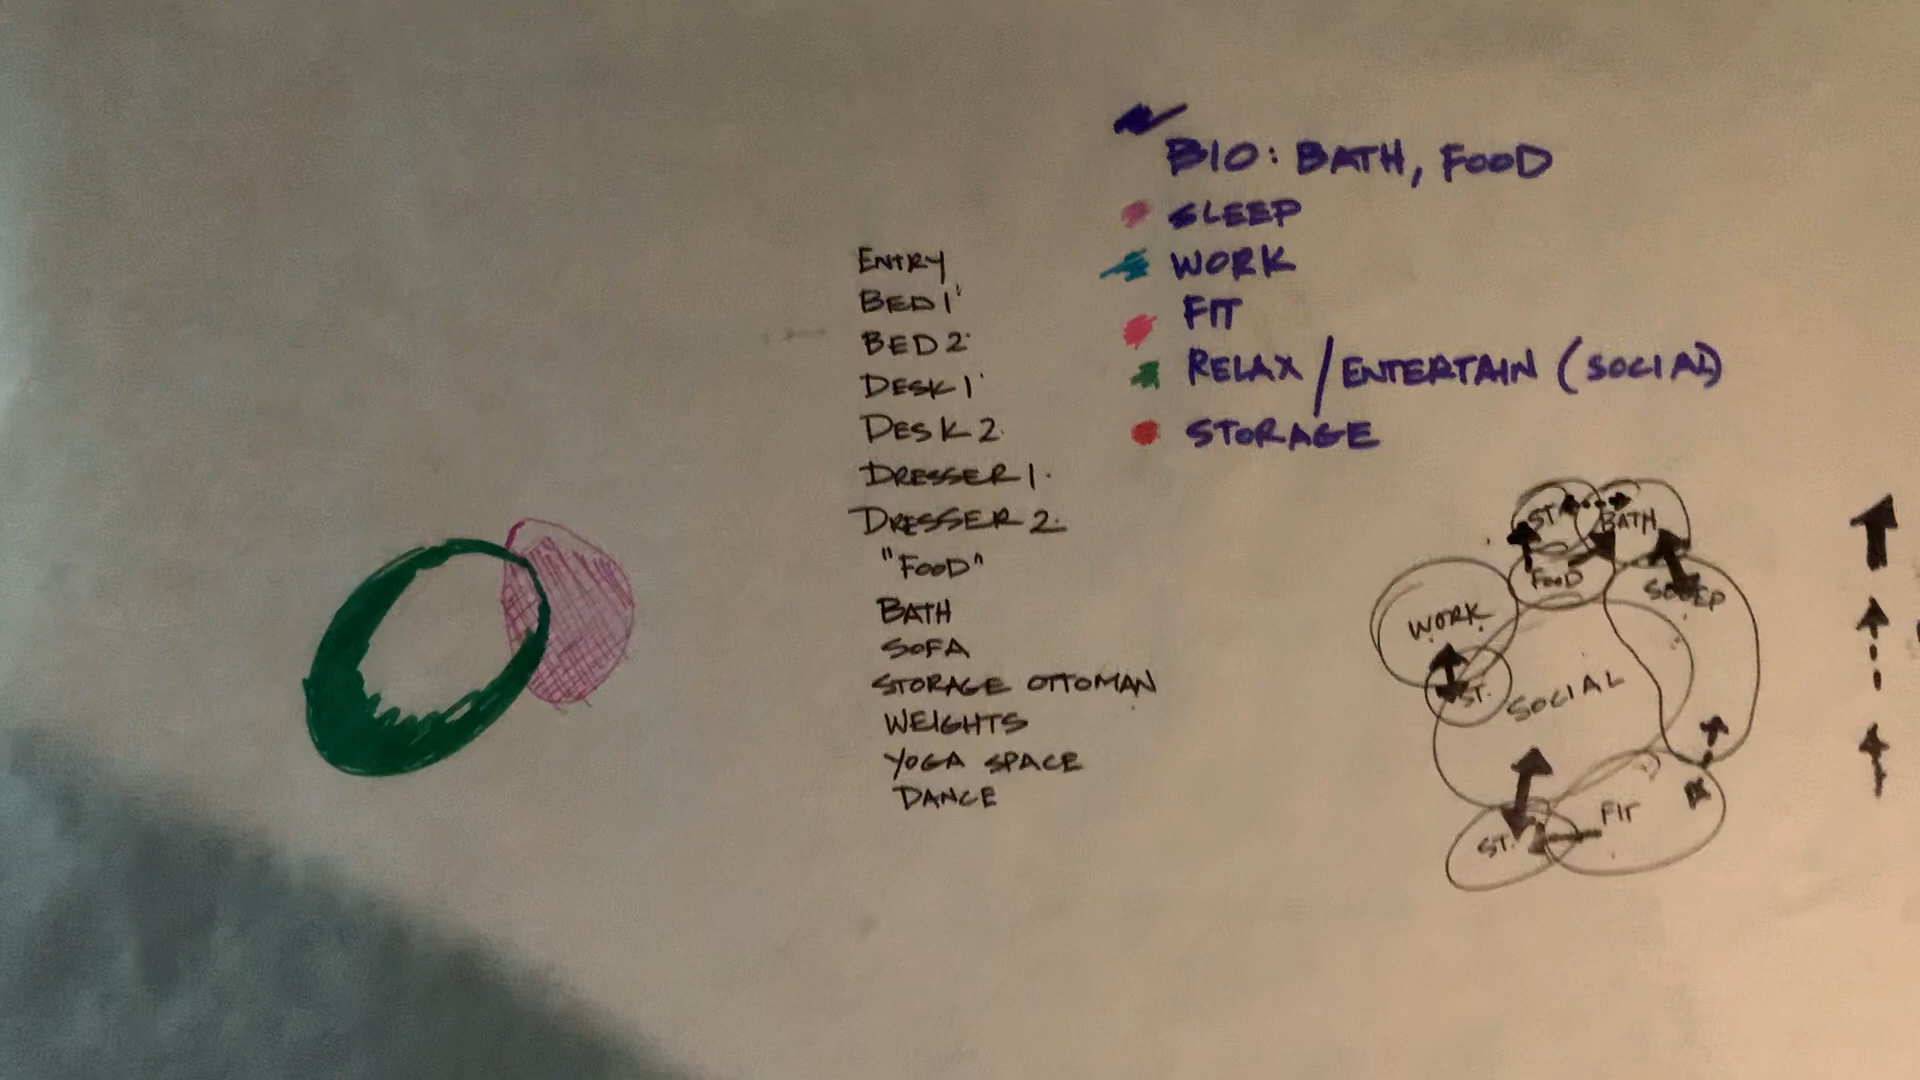 BIO: BATH, FOOD
SLEEP
WORK
FIT
RELAX / ENTERTAIN (SOCIAL)
STORAGE
ENTRY
BED 1
BED 2
DESK 1
DESK 2
DRESSER 1
DRESSER 2
"FOOD"
BATH
SOFA
STORAGE OTTOMAN
WEIGHTS
YOGA SPACE
DANCE
ST.
BATH
FOOD
SLEEP
WORK
ST.
SOCIAL
FIT
ST.